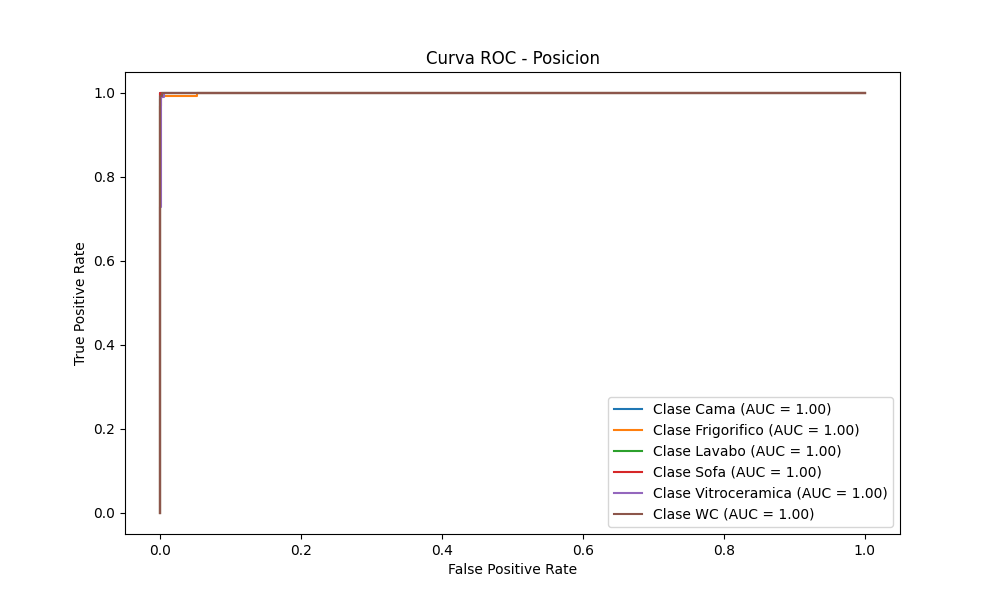 Curva ROC - Posicion
True Positive Rate
1.0
0.8
0.6
0.4
0.2
0.0
Clase Cama (AUC = 1.00)
Clase Frigorifico (AUC = 1.00)
Clase Lavabo (AUC = 1.00)
Clase Sofa (AUC = 1.00)
Clase Vitroceramica (AUC = 1.00)
Clase WC (AUC = 1.00)
0.0 0.2 0.4 0.6 0.8 1.0
False Positive Rate